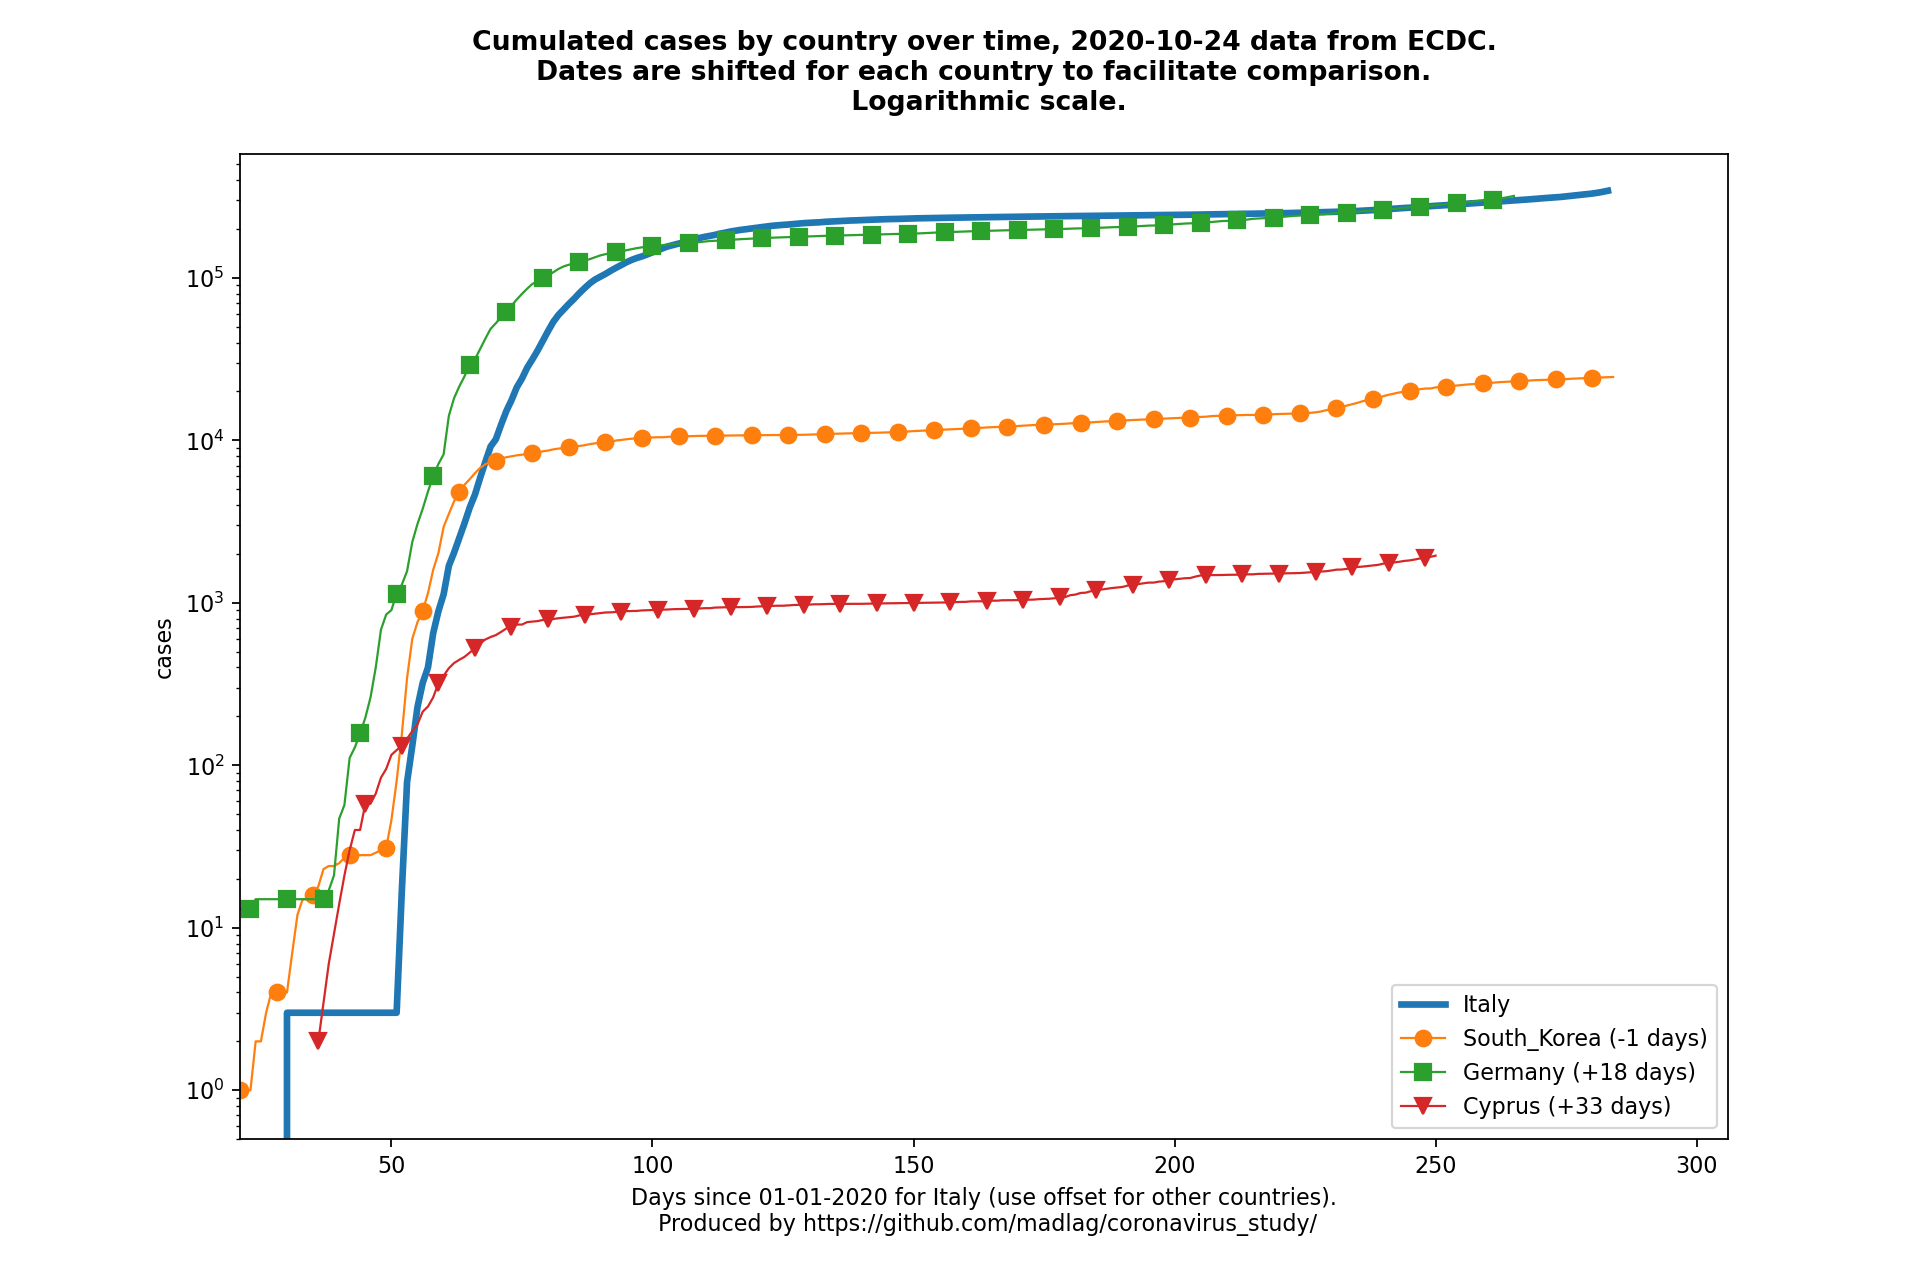 Cumulated cases by country over time, 2020-10-24 data from ECDC.
Dates are shifted for each country to facilitate comparison.
Logarithmic scale.
cases
10^5
10^4
10^3
10^2
10^1
10^0
50 100 150 200 250 300
Italy
South_Korea (-1 days)
Germany (+18 days)
Cyprus (+33 days)
Days since 01-01-2020 for Italy (use offset for other countries).
Produced by https://github.com/madlag/coronavirus_study/